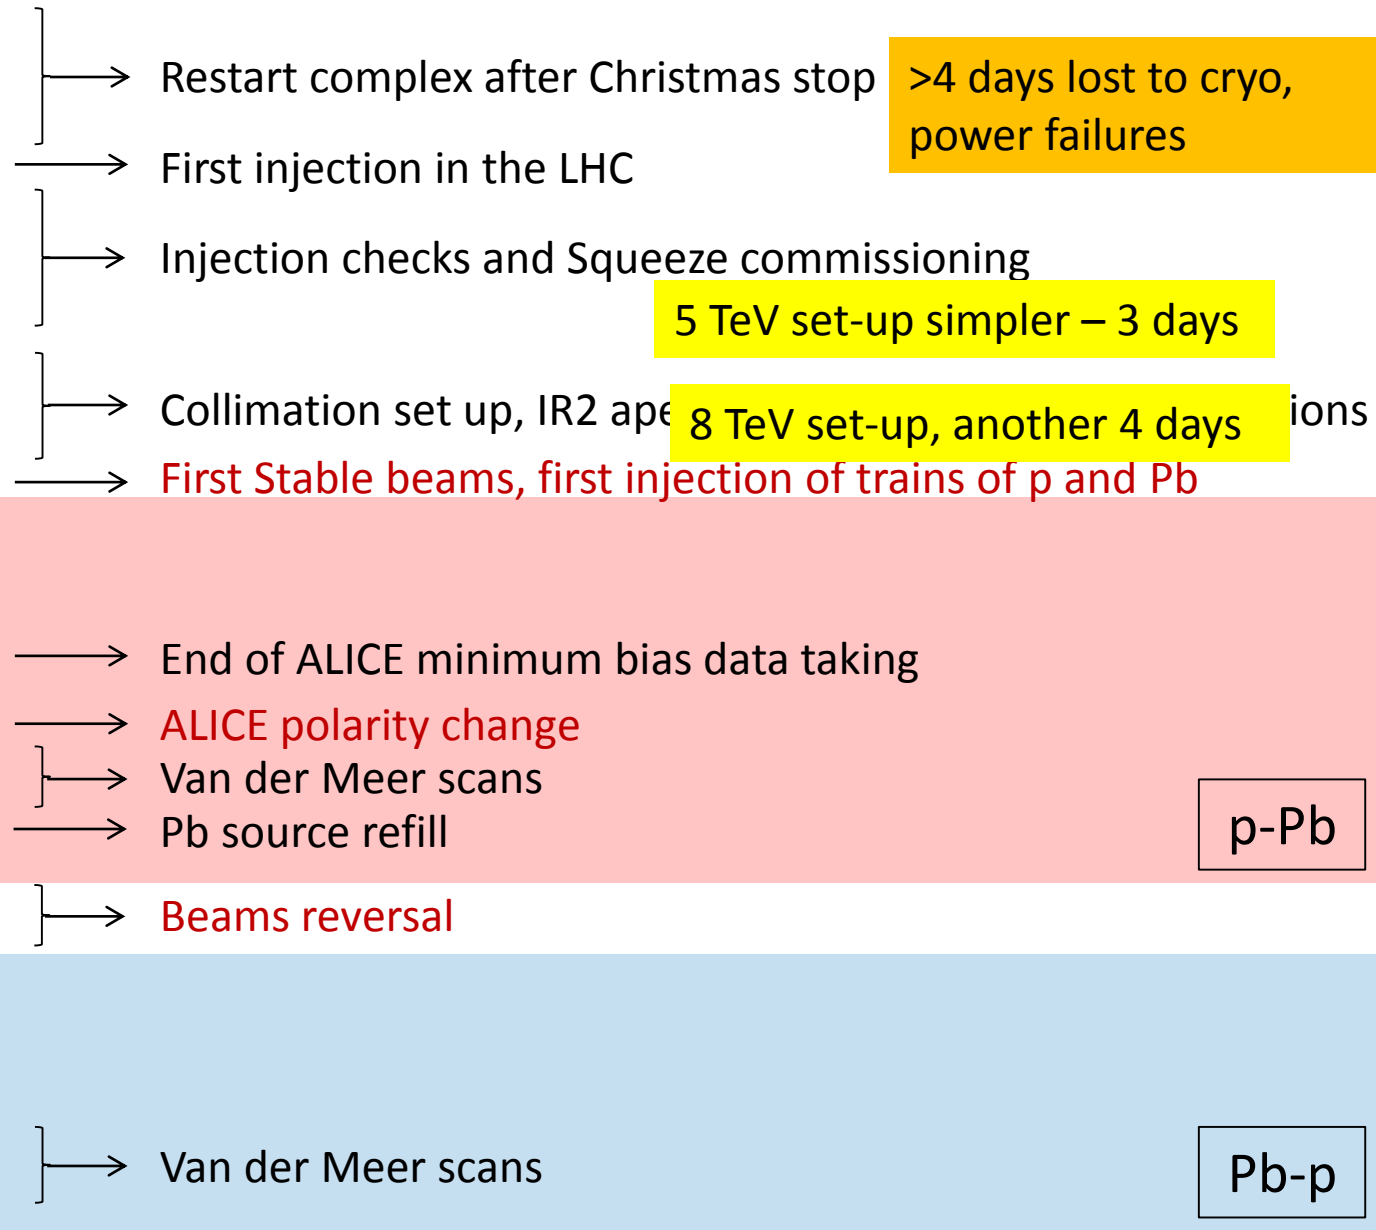 Restart complex after Christmas stop
>4 days lost to cryo,
power failures
First injection in the LHC
Injection checks and Squeeze commissioning
5 TeV set-up simpler – 3 days
Collimation set up, IR2
8 TeV set-up, another 4 days
First Stable beams, first injection of trains of p and Pb
End of ALICE minimum bias data taking
ALICE polarity change
Van der Meer scans
Pb source refill
p-Pb
Beams reversal
Van der Meer scans
Pb-p